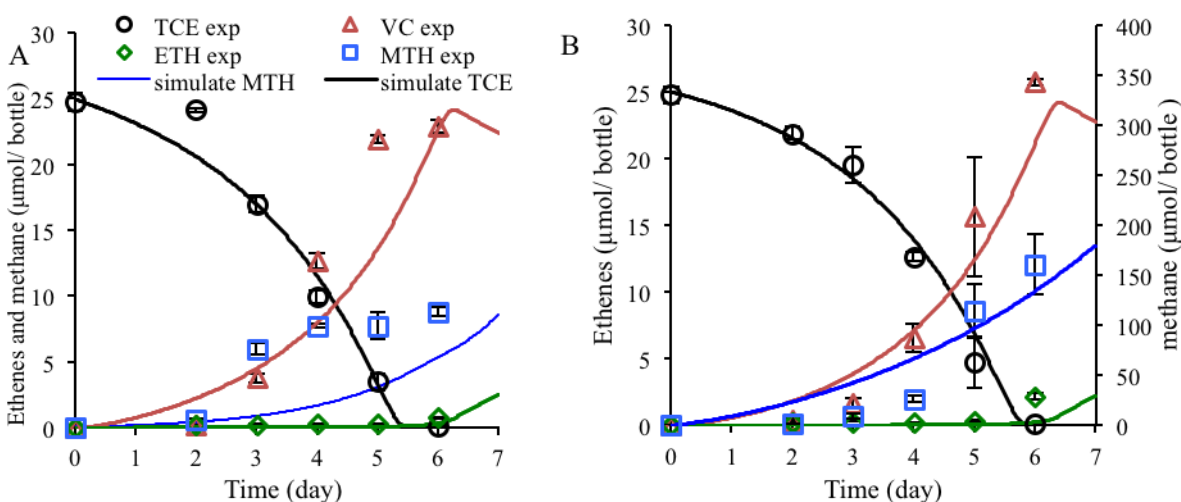 A
TCE exp
VC exp
ETH exp
MTH exp
simulate MTH
simulate TCE
Ethenes and methane (µmol/ bottle)
30
25
20
15
10
5
0
0 1 2 3 4 5 6 7
Time (day)
B
Ethenes (µmol/ bottle)
30
25
20
15
10
5
0
0 1 2 3 4 5 6 7
Time (day)
400
350
300
250
200
150
100
50
0
methane (µmol/ bottle)